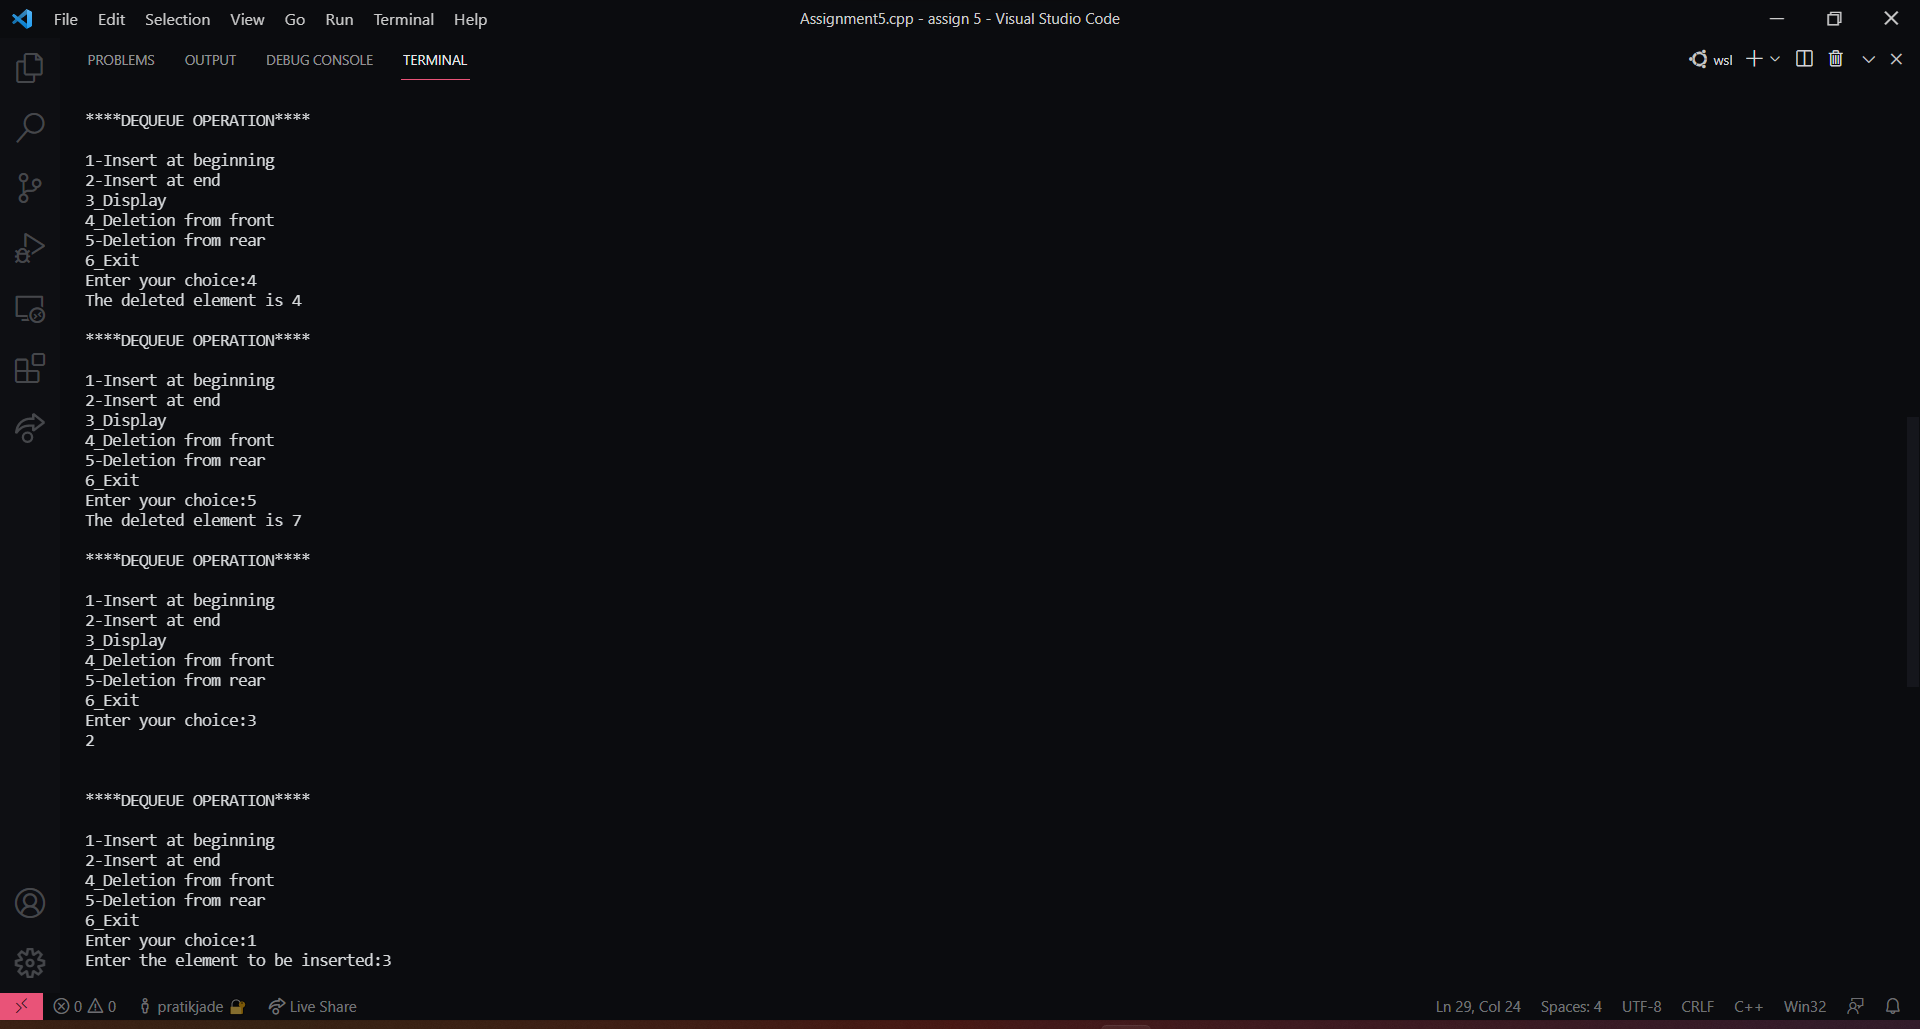 File Edit Selection View Go Run Terminal Help
Assignment5.cpp - assign 5 - Visual Studio Code
PROBLEMS OUTPUT DEBUG CONSOLE TERMINAL
wsl
****DEQUEUE OPERATION****
1-Insert at beginning
2-Insert at end
3_Display
4_Deletion from front
5-Deletion from rear
6_Exit
Enter your choice:4
The deleted element is 4
****DEQUEUE OPERATION****
1-Insert at beginning
2-Insert at end
3_Display
4_Deletion from front
5-Deletion from rear
6_Exit
Enter your choice:5
The deleted element is 7
****DEQUEUE OPERATION****
1-Insert at beginning
2-Insert at end
3_Display
4_Deletion from front
5-Deletion from rear
6_Exit
Enter your choice:3
2
****DEQUEUE OPERATION****
1-Insert at beginning
2-Insert at end
4_Deletion from front
5-Deletion from rear
6_Exit
Enter your choice:1
Enter the element to be inserted:3
0 0 pratikjade Live Share
Ln 29, Col 24 Spaces: 4 UTF-8 CRLF C++ Win32